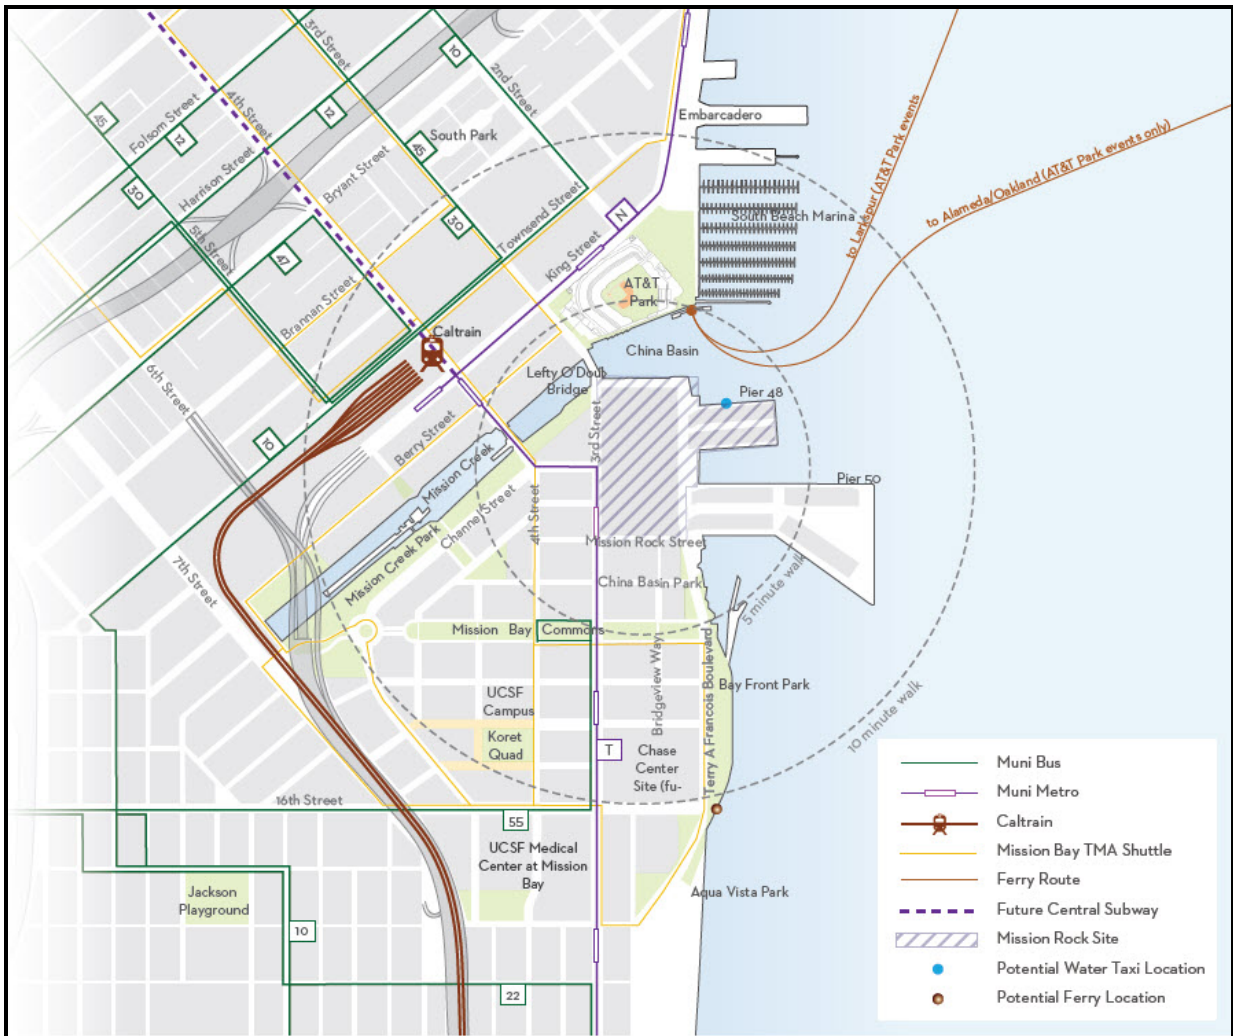 3rd Street
10
2nd Street
45
Folsom Street
12
4th Street
12
Embarcadero
South Park
45
Harrison Street
Bryant Street
30
30
Townsend Street
N
South Beach Marina
to Larkspur (AT&T Park events
to Alameda/Oakland (AT&T Park events only)
5th Street
47
King Street
AT&T
Park
Brannan Street
Caltrain
China Basin
Lefty O'Doul
Bridge
Pier 48
6th Street
3rd Street
10
Berry Street
Mission Creek
Pier 50
Channel Street
4th Street
Mission Rock Street
Mission Creek Park
China Basin Park
7th Street
5 minute walk
Mission Bay Commons
Bridgeview Way
Terry A Francois Boulevard
Bay Front Park
UCSF
Campus
10 minute walk
Koret
Quad
T
Chase
Center
Site (fu-
16th Street
55
UCSF Medical
Center at Mission
Bay
Jackson
Playground
Aqua Vista Park
10
22
Muni Bus
Muni Metro
Caltrain
Mission Bay TMA Shuttle
Ferry Route
Future Central Subway
Mission Rock Site
Potential Water Taxi Location
Potential Ferry Location